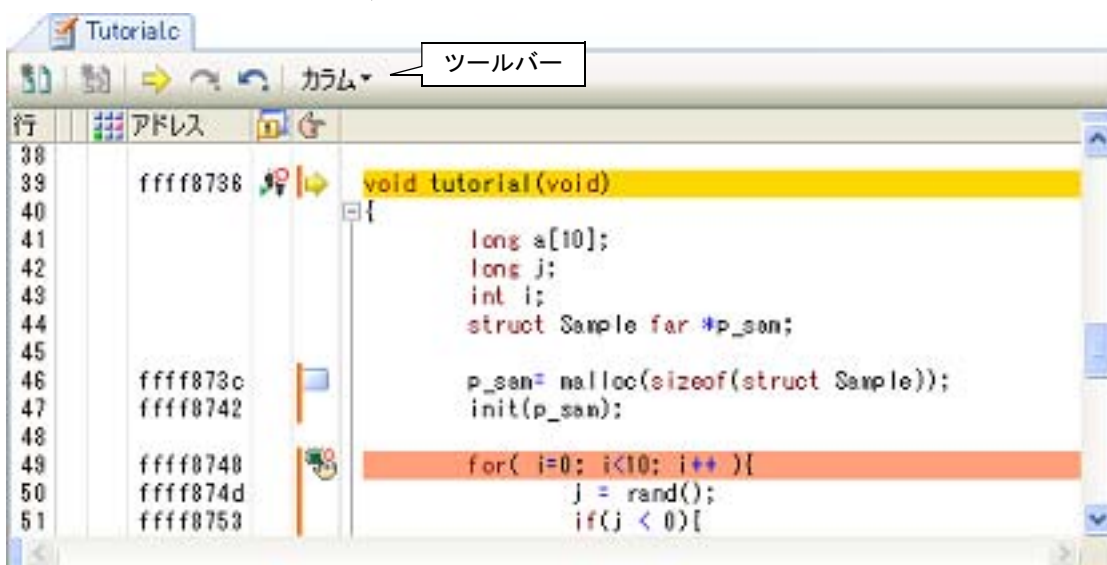 Tutorial.c
ツールバー
カラム
行 アドレス
38
39 ffff8736 void tutorial(void)
40 {
41 long a[10];
42 long j;
43 int i;
44 struct Sample far *p_sam;
45
46 ffff873c p_sam= malloc(sizeof(struct Sample));
47 ffff8742 init(p_sam);
48
49 ffff8748 for( i=0; i<10; i++ ){
50 ffff874d j = rand();
51 ffff8753 if(j < 0){